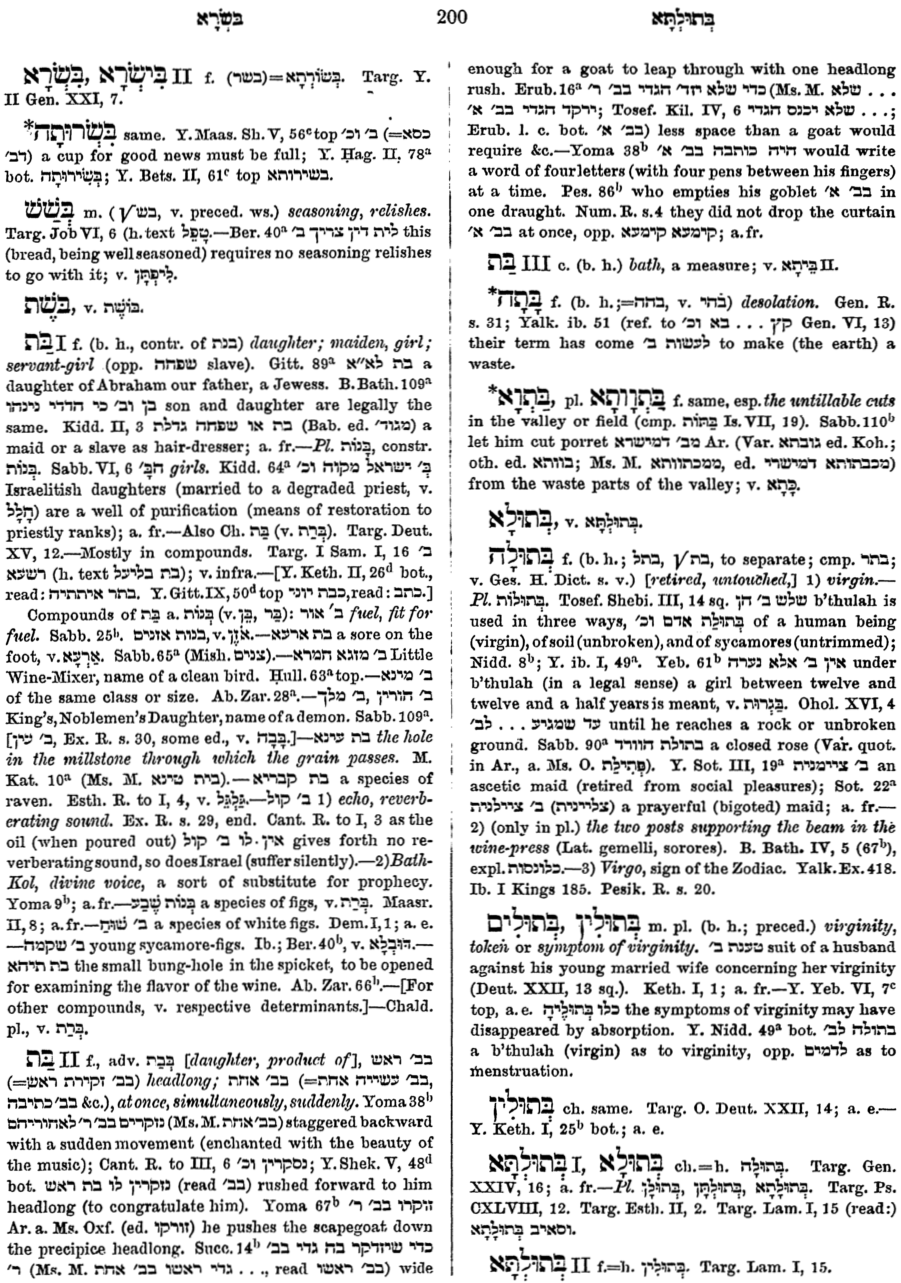 בִּשְׂרָא
200
בְּתוּלְתָּא
בִּישְׂרָא, בִּשְׂרָא II f. (בשר)=בְּשׂוֹרְתָא. Targ. Y.
II Gen. XXI, 7.
*בִּשְׂרוּתָה same. Y. Maas. Sh. V, 56ᶜ top ב׳ וכ׳ (=כסא
דב׳) a cup for good news must be full; Y. Ḥag. II, 78ᵃ
bot. בְּשִׂירוּתָה; Y. Bets. II, 61ᶜ top בשירותא.
בְּשַׁשׁ m. (√בש, v. preced. ws.) seasoning, relishes.
Targ. Job VI, 6 (h. text תָּפֵל.—Ber. 40ᵃ לית דין צריך ב׳ this
(bread, being well seasoned) requires no seasoning relishes
to go with it; v. לִיפְתָּן.
בֹּשֶׁת, v. בּוֹשֶׁת.
בַּת I f. (b. h., contr. of בנת) daughter; maiden, girl;
servant-girl (opp. שפחה slave). Gitt. 89ᵃ בת לא״א a
daughter of Abraham our father, a Jewess. B. Bath. 109ᵃ
בן וב׳ כי הדדי נינהו son and daughter are legally the
same. Kidd. II, 3 בת או שפחה גדלת (Bab. ed. מגוד׳) a
maid or a slave as hair-dresser; a. fr.—Pl. בָּנוֹת, constr.
בְּנוֹת. Sabb. VI, 6 הבָּ׳ girls. Kidd. 64ᵃ בְּ׳ ישראל מקוה וכ׳
Israelitish daughters (married to a degraded priest, v.
חָלָל) are a well of purification (means of restoration to
priestly ranks); a. fr.—Also Ch. בַּת (v. בְּרַת). Targ. Deut.
XV, 12.—Mostly in compounds. Targ. I Sam. I, 16 ב׳
רשעא (h. text בת בליעל); v. infra.—[Y. Keth. II, 26ᵈ bot.,
read: בתר איתתיה. Y. Gitt. IX, 50ᵈ top כבת יוני, read: כתב.]
Compounds of בַּת a. בְּנוֹת (v. בֵּן, בַּר): ב׳ אור fuel, fit for
fuel. Sabb. 25ᵇ.—בנות אזנים, v. אֹזֶן.—בת ארעא a sore on the
foot, v. אַרְעָא. Sabb. 65ᵃ (Mish. צנים).—ב׳ מזגא חמרא Little
Wine-Mixer, name of a clean bird. Ḥull. 63ᵃ top.—ב׳ מינא
of the same class or size. Ab. Zar. 28ᵃ.—ב׳ חורין, ב׳ מלך
King's, Noblemen's Daughter, name of a demon. Sabb. 109ᵃ.
[ב׳ עין, Ex. R. s. 30, some ed., v. בָּבָה.]—בת עינא the hole
in the millstone through which the grain passes. M.
Kat. 10ᵃ (Ms. M. בית טינא).—בת קבריא a species of
raven. Esth. R. to I, 4, v. גַּלְגַּל.—ב׳ קול 1) echo, reverb-
erating sound. Ex. R. s. 29, end. Cant. R. to I, 3 as the
oil (when poured out) אין לו ב׳ קול gives forth no re-
verberating sound, so does Israel (suffer silently).—2) Bath-
Kol, divine voice, a sort of substitute for prophecy.
Yoma 9ᵇ; a. fr.—בְּנוֹת שֶׁבַע a species of figs, v. בְּרַת. Maasr.
II, 8; a. fr.—ב׳ שׁוּחַ a species of white figs. Dem. I, 1; a. e.
—ב׳ שקמה young sycamore-figs. Ib.; Ber. 40ᵇ, v. דּוּבְלָא.—
בת תיהא the small bung-hole in the spicket, to be opened
for examining the flavor of the wine. Ab. Zar. 66ᵇ.—[For
other compounds, v. respective determinants.]—Chald.
pl., v. בְּרַת.
בַּת II f., adv. בְּבַת [daughter, product of], בב׳ ראש
(=בב׳ זקירת ראש) headlong; בב׳ אחת (=בב׳ עשייה אחת,
בב׳ כתיבה &c.), at once, simultaneously, suddenly. Yoma 38ᵇ
נזקרים בב׳ ר׳ לאחוריהם (Ms. M. בב׳ אחת) staggered backward
with a sudden movement (enchanted with the beauty of
the music); Cant. R. to III, 6 נסקרין וכ׳; Y. Shek. V, 48ᵈ
bot. נזקרין לו בת ראש (read בב׳) rushed forward to him
headlong (to congratulate him). Yoma 67ᵇ זיקרו בב׳ ר׳
Ar. a. Ms. Oxf. (ed. זורקו) he pushes the scapegoat down
the precipice headlong. Succ. 14ᵇ כדי שיזדקר בה גדי בב׳
ר׳ (Ms. M. גדי ראשו בב׳ אחת . . ., read בב׳ ראשו) wide
enough for a goat to leap through with one headlong
rush. Erub. 16ᵃ כדי שלא יזד׳ הגדי בב׳ ר׳ (Ms. M. שלא . . .
יזדקר הגדי בב׳ א׳; Tosef. Kil. IV, 6 שלא יכנס הגדי . . .;
Erub. l. c. bot. בב׳ א׳) less space than a goat would
require &c.—Yoma 38ᵇ היה כותבה בב׳ א׳ would write
a word of four letters (with four pens between his fingers)
at a time. Pes. 86ᵇ who empties his goblet בב׳ א׳ in
one draught. Num. R. s. 4 they did not drop the curtain
בב׳ א׳ at once, opp. קימעא קימעא; a. fr.
בַּת III c. (b. h.) bath, a measure; v. בֵּיתָא II.
*בָּתָה f. (b. h.;=בתה, v. בְּהִי) desolation. Gen. R.
s. 31; Yalk. ib. 51 (ref. to קץ . . . בא וכ׳ Gen. VI, 13)
their term has come לעשות ב׳ to make (the earth) a
waste.
*בַּתְוָא, pl. בַּתְוָותָא f. same, esp. the untillable cuts
in the valley or field (cmp. בַּתּוֹת Is. VII, 19). Sabb. 110ᵇ
let him cut porret מב׳ דמישרא Ar. (Var. גובתא ed. Koh.;
oth. ed. בוותא; Ms. M. ממכתוותא, ed. מכבתותא דמישרי)
from the waste parts of the valley; v. כָּתָא.
בְּתוּלָא, v. בְּתוּלְתָּא.
בְּתוּלָה f. (b. h.; בתל, √בת, to separate; cmp. בתר;
v. Ges. H. Dict. s. v.) [retired, untouched,] 1) virgin.—
Pl. בְּתוּלוֹת. Tosef. Shebi. III, 14 sq. שלש ב׳ הן b'thulah is
used in three ways, בְּתוּלַת אדם וכ׳ of a human being
(virgin), of soil (unbroken), and of sycamores (untrimmed);
Nidd. 8ᵇ; Y. ib. I, 49ᵃ. Yeb. 61ᵇ אין ב׳ אלא נערה under
b'thulah (in a legal sense) a girl between twelve and
twelve and a half years is meant, v. בַּגְרוּת. Ohol. XVI, 4
עד שמגיע . . . לב׳ until he reaches a rock or unbroken
ground. Sabb. 90ᵃ בתולת הוורד a closed rose (Var. quot.
in Ar., a. Ms. O. פְּתִילַת). Y. Sot. III, 19ᵃ ב׳ ציימנית an
ascetic maid (retired from social pleasures); Sot. 22ᵃ
ב׳ ציילנית (צליינית) a prayerful (bigoted) maid; a. fr.—
2) (only in pl.) the two posts supporting the beam in the
wine-press (Lat. gemelli, sorores). B. Bath. IV, 5 (67ᵇ),
expl. כלונסות.—3) Virgo, sign of the Zodiac. Yalk. Ex. 418.
Ib. I Kings 185. Pesik. R. s. 20.
בְּתוּלִין, בְּתוּלִים m. pl. (b. h.; preced.) virginity,
token or symptom of virginity. טענת ב׳ suit of a husband
against his young married wife concerning her virginity
(Deut. XXII, 13 sq.). Keth. I, 1; a. fr.—Y. Yeb. VI, 7ᶜ
top, a. e. כלו בְּתוּלֶיהָ the symptoms of virginity may have
disappeared by absorption. Y. Nidd. 49ᵃ bot. בתולה לב׳
a b'thulah (virgin) as to virginity, opp. לדמים as to
menstruation.
בְּתוּלִין ch. same. Targ. O. Deut. XXII, 14; a. e.—
Y. Keth. I, 25ᵇ bot.; a. e.
בְּתוּלְתָּא I, בְּתוּלָא ch.=h. בְּתוּלָה. Targ. Gen.
XXIV, 16; a. fr.—Pl. בְּתוּלָתָא, בְּתוּלָתָן, בְּתוּלָן. Targ. Ps.
CXLVIII, 12. Targ. Esth. II, 2. Targ. Lam. I, 15 (read:)
וסאיב בְּתוּלְתָּא.
בְּתוּלְתָּא II f.=h. בְּתוּלִין. Targ. Lam. I, 15.